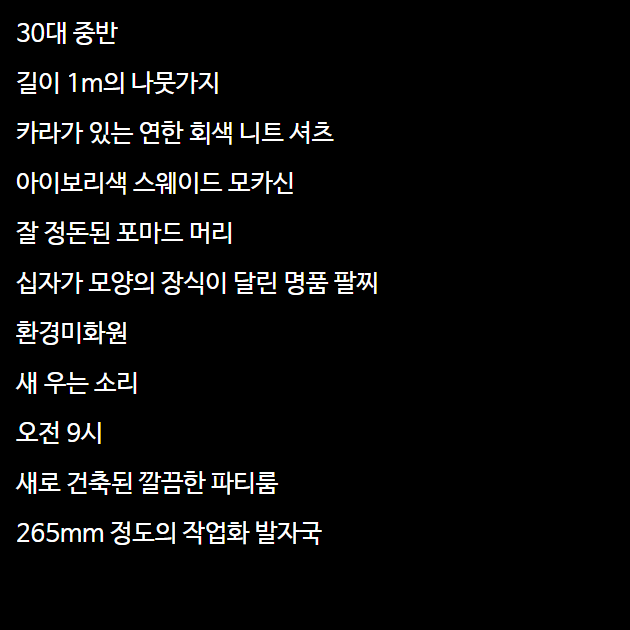 30대 중반
길이 1m의 나뭇가지
카라가 있는 연한 회색 니트 셔츠
아이보리색 스웨이드 모카신
잘 정돈된 포마드 머리
십자가 모양의 장식이 달린 명품 팔찌
환경미화원
새 우는 소리
오전 9시
새로 건축된 깔끔한 파티룸
265mm 정도의 작업화 발자국